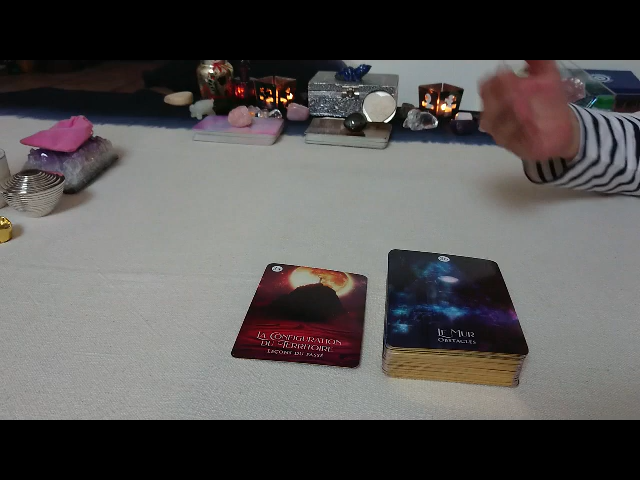 La Configuration
du Territoire
Leçons du passé
Le Mur
Obstacles